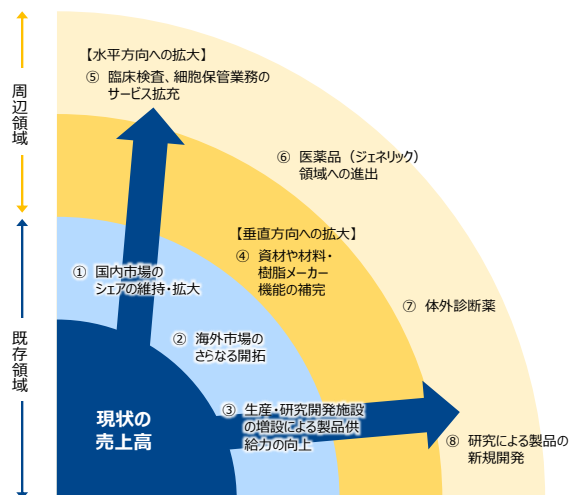 周辺領域
既存領域
【水平方向への拡大】
⑤ 臨床検査、細胞保管業務の
サービス拡充
⑥ 医薬品(ジェネリック)
領域への進出
【垂直方向への拡大】
④ 資材や材料・
樹脂メーカー
機能の補完
① 国内市場の
シェアの維持・拡大
⑦ 体外診断薬
② 海外市場の
さらなる開拓
③ 生産・研究開発施設
の増設による製品供
給力の向上
現状の
売上高
⑧ 研究による製品の
新規開発